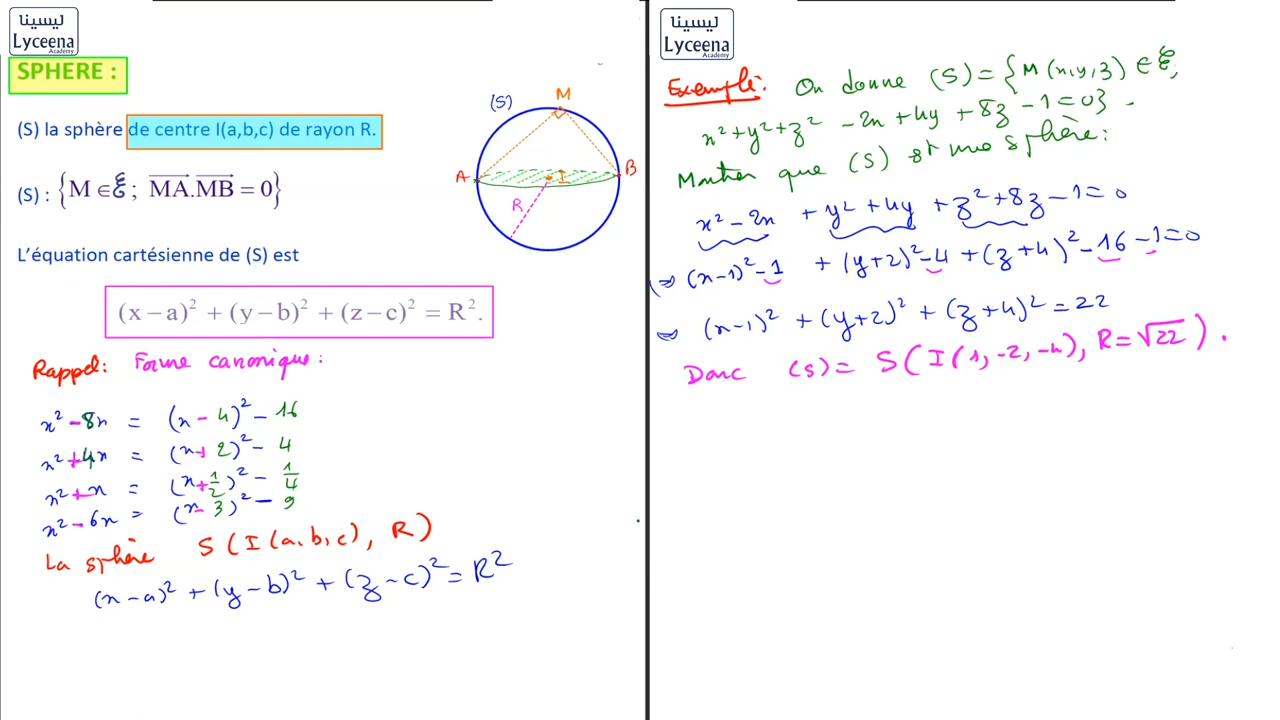 ليسينا
Lyceena
Academy
SPHERE :
(S) la sphère de centre I(a,b,c) de rayon R.
(S) : {M ∈ ℰ ; MA.MB = 0}
L'équation cartésienne de (S) est
(x−a)² + (y−b)² + (z−c)² = R².
(S)
M
A
I
B
R
Rappel: Forme canonique :
x² − 8x = (x − 4)² − 16
x² + 4x = (x + 2)² − 4
x² + x = (x + 1/2)² − 1/4
x² − 6x = (x − 3)² − 9
La sphère S(I(a,b,c), R)
(x − a)² + (y − b)² + (z − c)² = R²
ليسينا
Lyceena
Academy
Exemple: On donne (S) = {M(x,y,z) ∈ ℰ;
x² + y² + z² − 2x + 4y + 8z − 1 = 0}
Montrer que (S) est une sphère:
x² − 2x + y² + 4y + z² + 8z − 1 = 0
⇔ (x−1)² − 1 + (y+2)² − 4 + (z+4)² − 16 − 1 = 0
⇔ (x−1)² + (y+2)² + (z+4)² = 22
Donc (S) = S(I(1,−2,−4), R = √22).